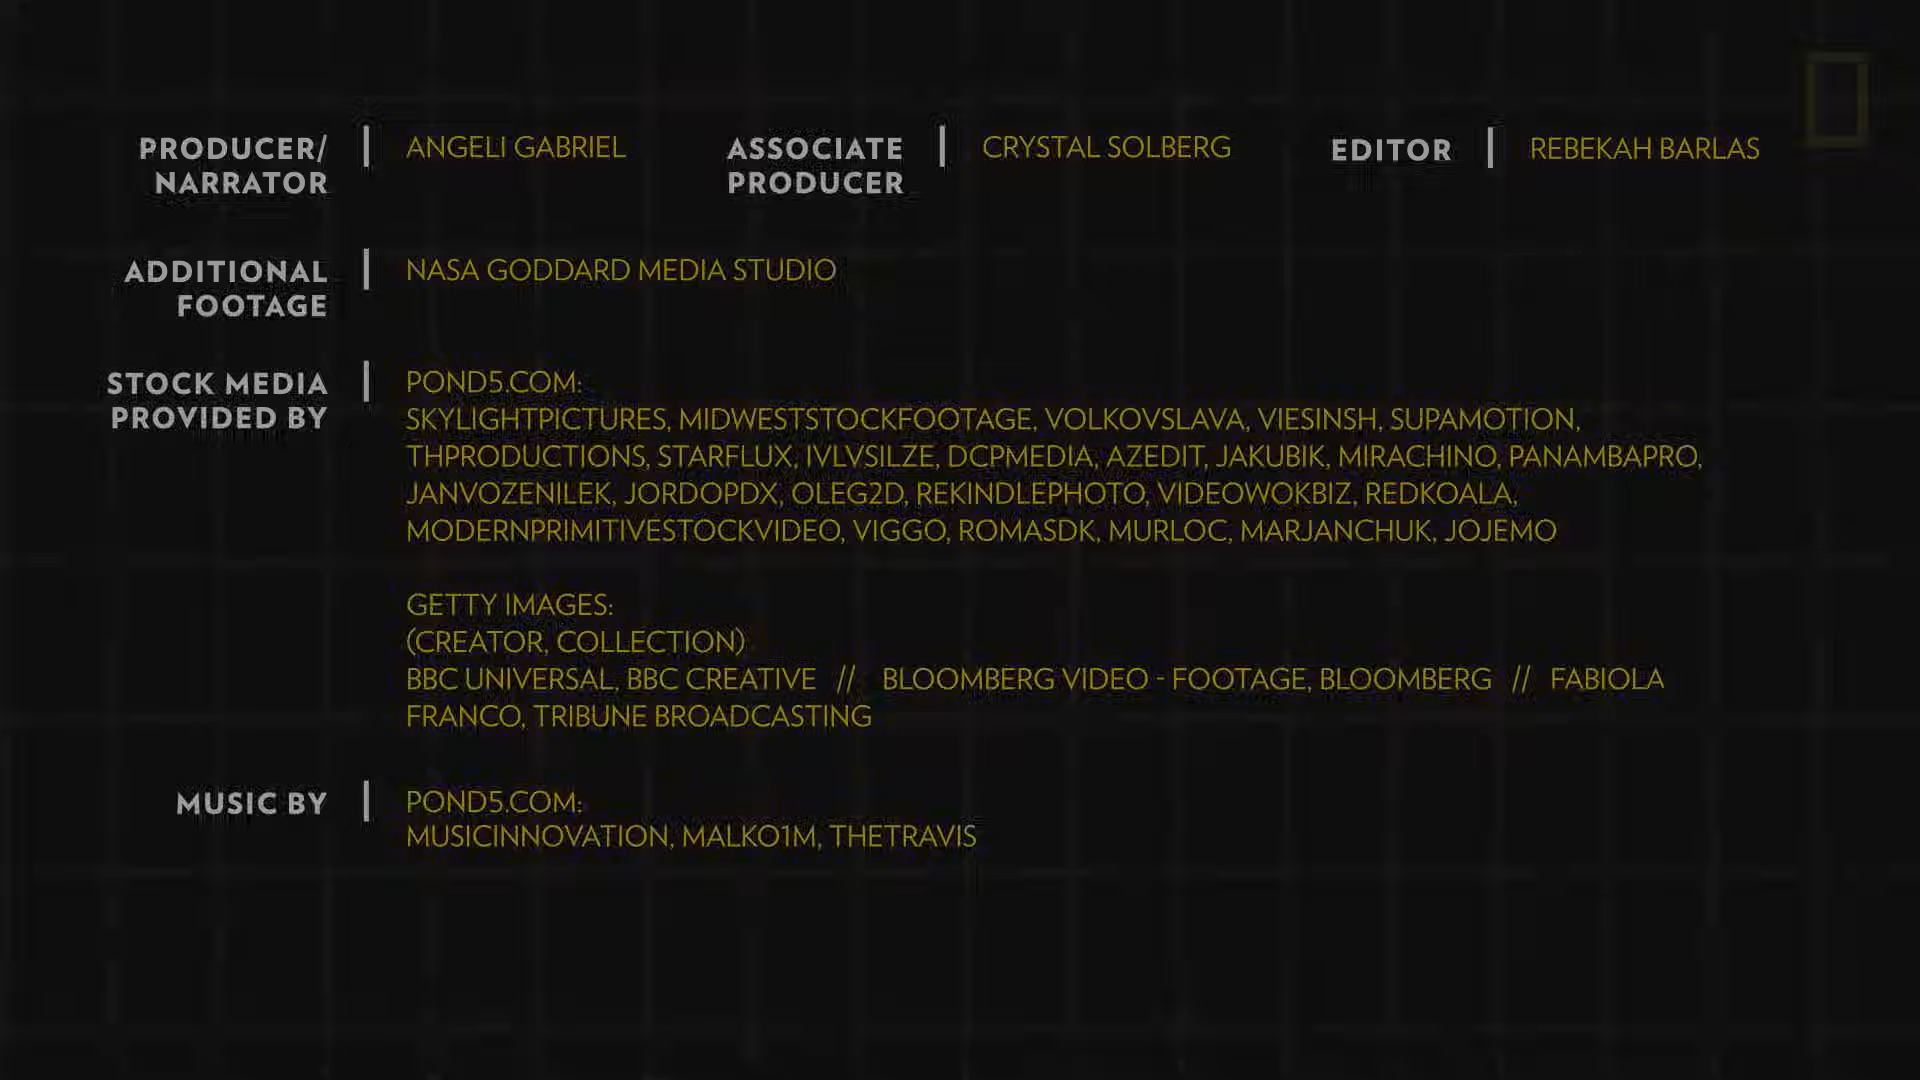 PRODUCER/
NARRATOR
ANGELI GABRIEL
ASSOCIATE
PRODUCER
CRYSTAL SOLBERG
EDITOR
REBEKAH BARLAS
ADDITIONAL
FOOTAGE
NASA GODDARD MEDIA STUDIO
STOCK MEDIA
PROVIDED BY
POND5.COM:
SKYLIGHTPICTURES, MIDWESTSTOCKFOOTAGE, VOLKOVSLAVA, VIESINSH, SUPAMOTION,
THPRODUCTIONS, STARFLUX, IVLVSILZE, DCPMEDIA, AZEDIT, JAKUBIK, MIRACHINO, PANAMBAPRO,
JANVOZENILEK, JORDOPDX, OLEG2D, REKINDLEPHOTO, VIDEOWOKBIZ, REDKOALA,
MODERNPRIMITIVESTOCKVIDEO, VIGGO, ROMASDK, MURLOC, MARJANCHUK, JOJEMO
GETTY IMAGES:
(CREATOR, COLLECTION)
BBC UNIVERSAL, BBC CREATIVE // BLOOMBERG VIDEO - FOOTAGE, BLOOMBERG // FABIOLA
FRANCO, TRIBUNE BROADCASTING
MUSIC BY
POND5.COM:
MUSICINNOVATION, MALKO1M, THETRAVIS